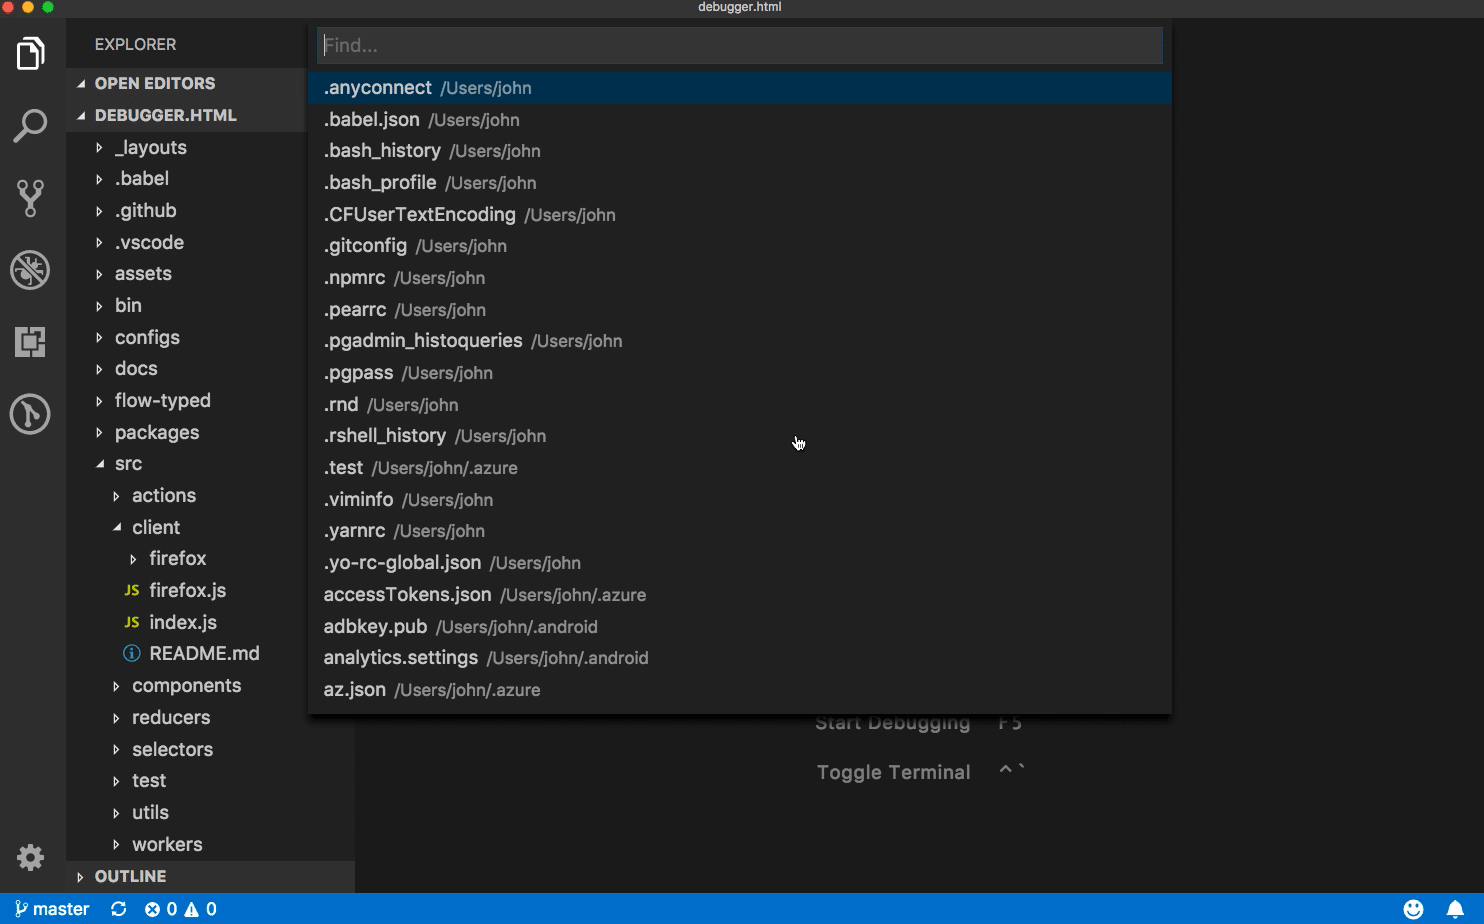 debugger.html
EXPLORER
OPEN EDITORS
DEBUGGER.HTML
_layouts
.babel
.github
.vscode
assets
bin
configs
docs
flow-typed
packages
src
actions
client
firefox
JS firefox.js
JS index.js
README.md
components
reducers
selectors
test
utils
workers
OUTLINE
Find...
.anyconnect /Users/john
.babel.json /Users/john
.bash_history /Users/john
.bash_profile /Users/john
.CFUserTextEncoding /Users/john
.gitconfig /Users/john
.npmrc /Users/john
.pearrc /Users/john
.pgadmin_histoqueries /Users/john
.pgpass /Users/john
.rnd /Users/john
.rshell_history /Users/john
.test /Users/john/.azure
.viminfo /Users/john
.yarnrc /Users/john
.yo-rc-global.json /Users/john
accessTokens.json /Users/john/.azure
adbkey.pub /Users/john/.android
analytics.settings /Users/john/.android
az.json /Users/john/.azure
Start Debugging F5
Toggle Terminal ^ `
master 0 0